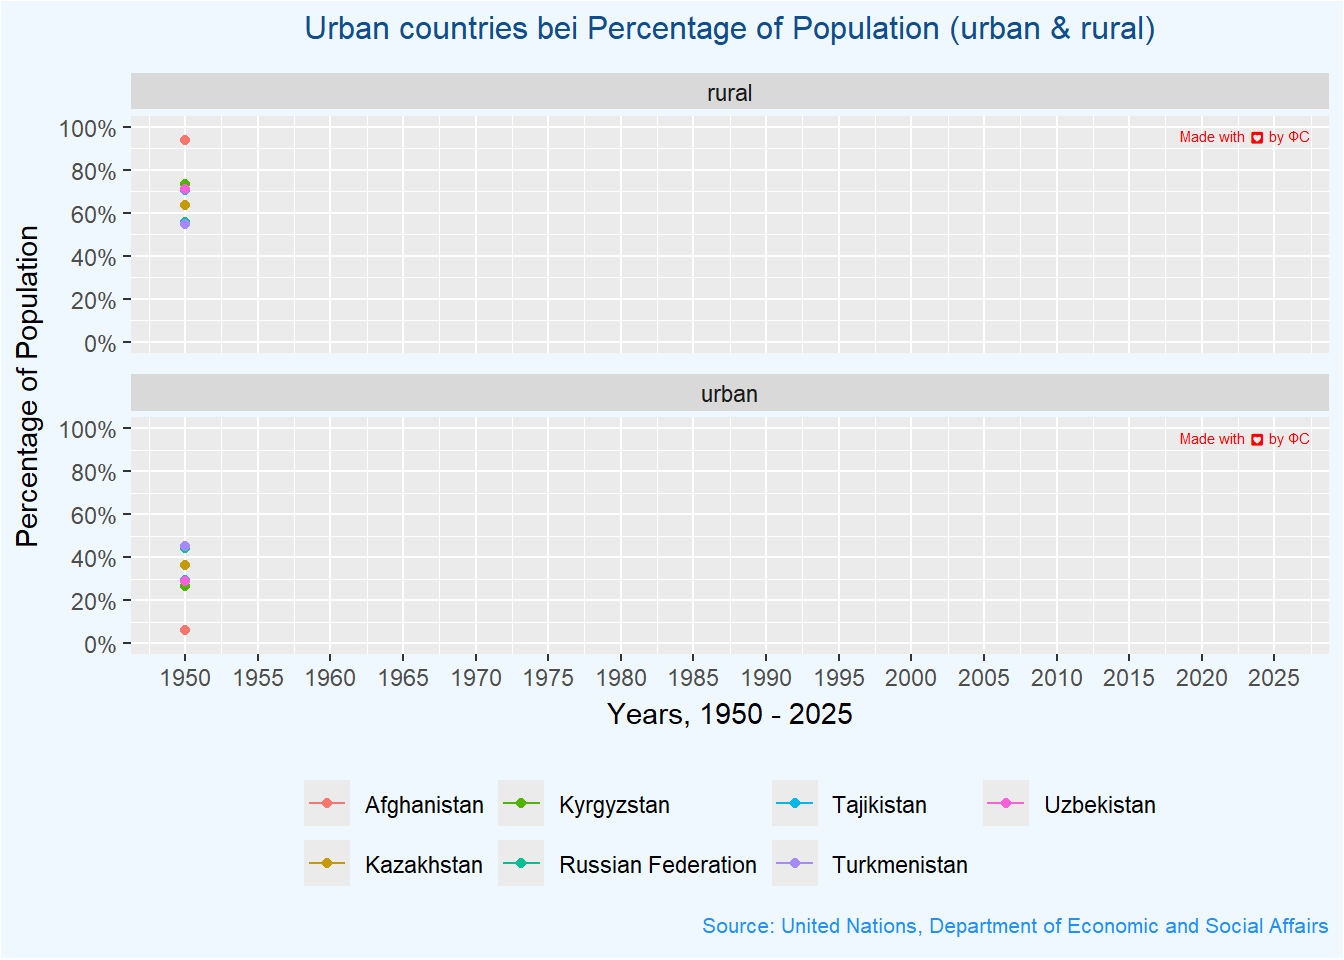 Urban countries bei Percentage of Population (urban & rural)
rural
100%
80%
60%
40%
20%
0%
Made with by ФС
urban
100%
80%
60%
40%
20%
0%
Made with by ФС
Percentage of Population
1950 1955 1960 1965 1970 1975 1980 1985 1990 1995 2000 2005 2010 2015 2020 2025
Years, 1950 - 2025
Afghanistan Kyrgyzstan Tajikistan Uzbekistan
Kazakhstan Russian Federation Turkmenistan
Source: United Nations, Department of Economic and Social Affairs